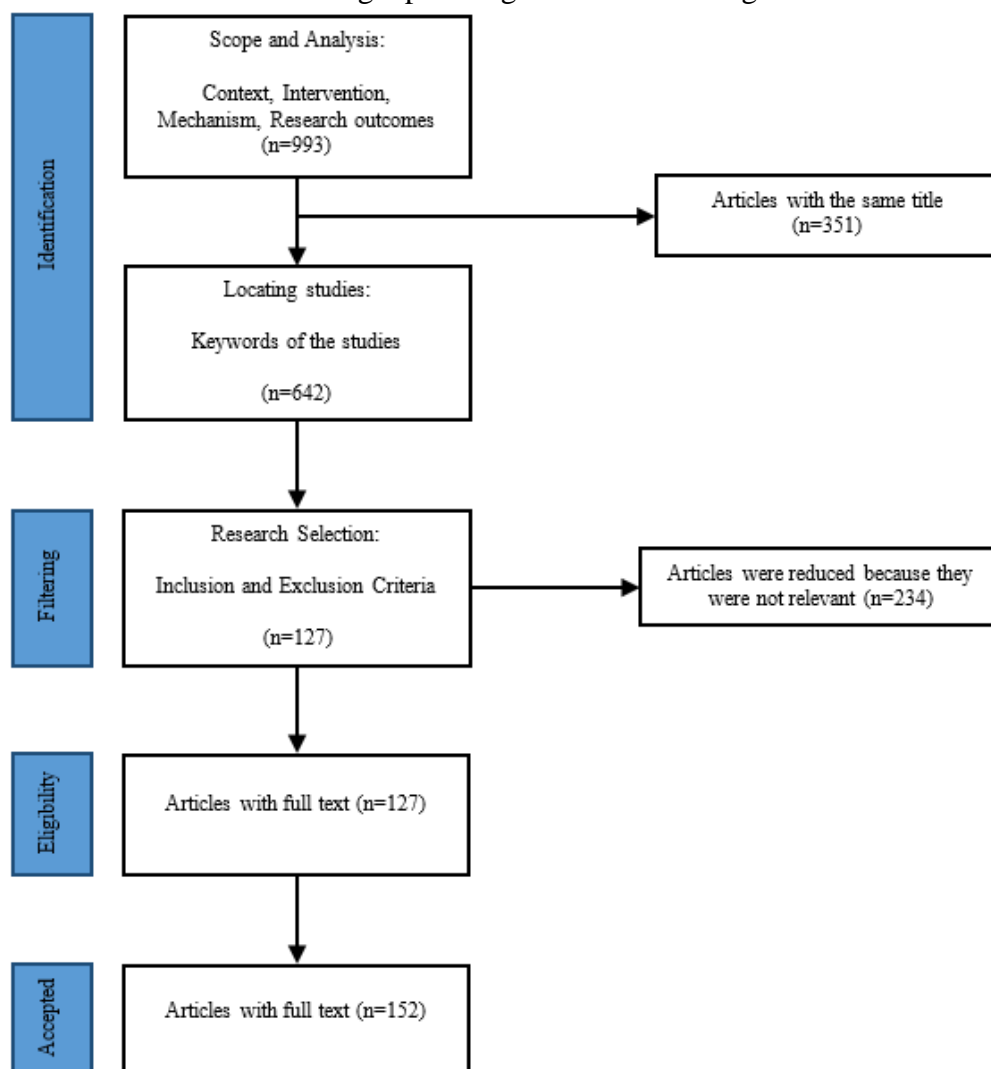 Identification
Scope and Analysis:
Context, Intervention,
Mechanism, Research outcomes
(n=993)
Articles with the same title
(n=351)
Locating studies:
Keywords of the studies
(n=642)
Filtering
Research Selection:
Inclusion and Exclusion Criteria
(n=127)
Articles were reduced because they
were not relevant (n=234)
Eligibility
Articles with full text (n=127)
Accepted
Articles with full text (n=152)